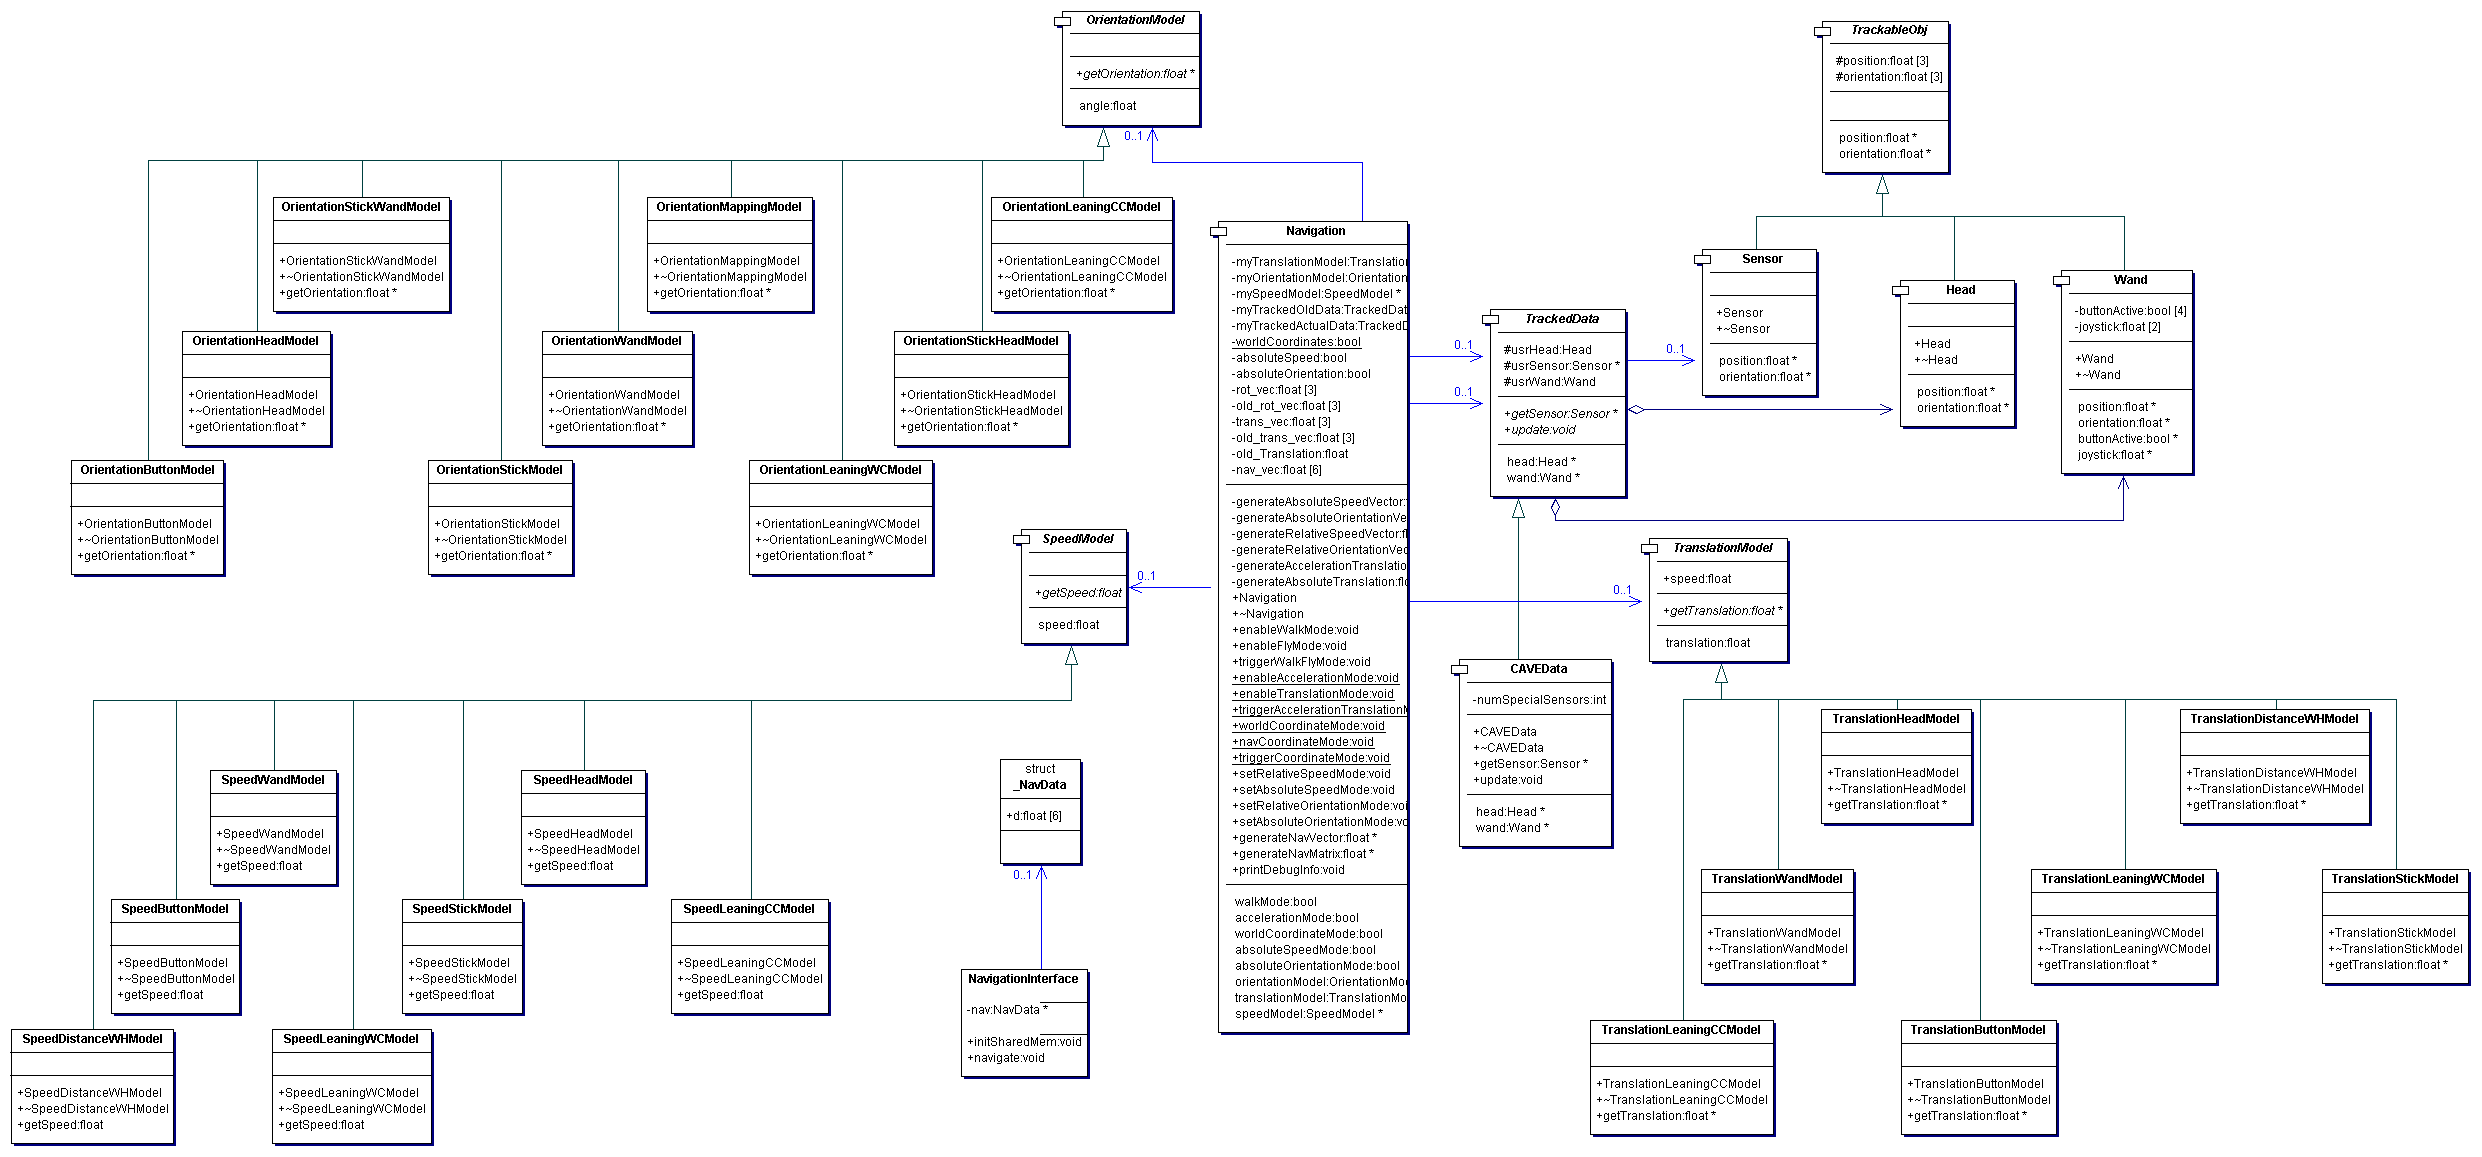 OrientationModel
+getOrientation:float *
angle:float
0..1
TrackableObj
#position:float [3]
#orientation:float [3]
position:float *
orientation:float *
OrientationStickWandModel
+OrientationStickWandModel
+~OrientationStickWandModel
+getOrientation:float *
OrientationMappingModel
+OrientationMappingModel
+~OrientationMappingModel
+getOrientation:float *
OrientationLeaningCCModel
+OrientationLeaningCCModel
+~OrientationLeaningCCModel
+getOrientation:float *
OrientationHeadModel
+OrientationHeadModel
+~OrientationHeadModel
+getOrientation:float *
OrientationWandModel
+OrientationWandModel
+~OrientationWandModel
+getOrientation:float *
OrientationStickHeadModel
+OrientationStickHeadModel
+~OrientationStickHeadModel
+getOrientation:float *
OrientationButtonModel
+OrientationButtonModel
+~OrientationButtonModel
+getOrientation:float *
OrientationStickModel
+OrientationStickModel
+~OrientationStickModel
+getOrientation:float *
OrientationLeaningWCModel
+OrientationLeaningWCModel
+~OrientationLeaningWCModel
+getOrientation:float *
Navigation
-myTranslationModel:Translation
-myOrientationModel:Orientation
-mySpeedModel:SpeedModel *
-myTrackedOldData:TrackedDat
-myTrackedActualData:TrackedD
-worldCoordinates:bool
-absoluteSpeed:bool
-absoluteOrientation:bool
-rot_vec:float [3]
-old_rot_vec:float [3]
-trans_vec:float [3]
-old_trans_vec:float [3]
-old_Translation:float
-nav_vec:float [6]
-generateAbsoluteSpeedVector:
-generateAbsoluteOrientationVe
-generateRelativeSpeedVector:fl
-generateRelativeOrientationVec
-generateAccelerationTranslatio
-generateAbsoluteTranslation:flo
+Navigation
+~Navigation
+enableWalkMode:void
+enableFlyMode:void
+triggerWalkFlyMode:void
+enableAccelerationMode:void
+enableTranslationMode:void
+triggerAccelerationTranslationM
+worldCoordinateMode:void
+navCoordinateMode:void
+triggerCoordinateMode:void
+setRelativeSpeedMode:void
+setAbsoluteSpeedMode:void
+setRelativeOrientationMode:voi
+setAbsoluteOrientationMode:vo
+generateNavVector:float *
+generateNavMatrix:float *
+printDebugInfo:void
walkMode:bool
accelerationMode:bool
worldCoordinateMode:bool
absoluteSpeedMode:bool
absoluteOrientationMode:bool
orientationModel:OrientationMod
translationModel:TranslationMo
speedModel:SpeedModel *
0..1
0..1
TrackedData
#usrHead:Head
#usrSensor:Sensor *
#usrWand:Wand
+getSensor:Sensor *
+update:void
head:Head *
wand:Wand *
0..1
Sensor
+Sensor
+~Sensor
position:float *
orientation:float *
Head
+Head
+~Head
position:float *
orientation:float *
Wand
-buttonActive:bool [4]
-joystick:float [2]
+Wand
+~Wand
position:float *
orientation:float *
buttonActive:bool *
joystick:float *
SpeedModel
+getSpeed:float
speed:float
0..1
0..1
TranslationModel
+speed:float
+getTranslation:float *
translation:float
CAVEData
-numSpecialSensors:int
+CAVEData
+~CAVEData
+getSensor:Sensor *
+update:void
head:Head *
wand:Wand *
SpeedWandModel
+SpeedWandModel
+~SpeedWandModel
+getSpeed:float
SpeedHeadModel
+SpeedHeadModel
+~SpeedHeadModel
+getSpeed:float
SpeedButtonModel
+SpeedButtonModel
+~SpeedButtonModel
+getSpeed:float
SpeedStickModel
+SpeedStickModel
+~SpeedStickModel
+getSpeed:float
SpeedLeaningCCModel
+SpeedLeaningCCModel
+~SpeedLeaningCCModel
+getSpeed:float
SpeedDistanceWHModel
+SpeedDistanceWHModel
+~SpeedDistanceWHModel
+getSpeed:float
SpeedLeaningWCModel
+SpeedLeaningWCModel
+~SpeedLeaningWCModel
+getSpeed:float
struct
_NavData
+d:float [6]
0..1
NavigationInterface
-nav:NavData *
+initSharedMem:void
+navigate:void
TranslationHeadModel
+TranslationHeadModel
+~TranslationHeadModel
+getTranslation:float *
TranslationDistanceWHModel
+TranslationDistanceWHModel
+~TranslationDistanceWHModel
+getTranslation:float *
TranslationWandModel
+TranslationWandModel
+~TranslationWandModel
+getTranslation:float *
TranslationLeaningWCModel
+TranslationLeaningWCModel
+~TranslationLeaningWCModel
+getTranslation:float *
TranslationStickModel
+TranslationStickModel
+~TranslationStickModel
+getTranslation:float *
TranslationLeaningCCModel
+TranslationLeaningCCModel
+~TranslationLeaningCCModel
+getTranslation:float *
TranslationButtonModel
+TranslationButtonModel
+~TranslationButtonModel
+getTranslation:float *